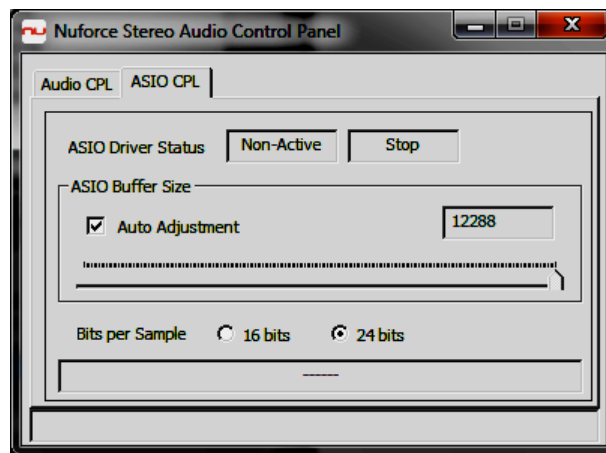 nu Nuforce Stereo Audio Control Panel
Audio CPL ASIO CPL
ASIO Driver Status Non-Active Stop
ASIO Buffer Size
Auto Adjustment 12288
Bits per Sample 16 bits 24 bits
------